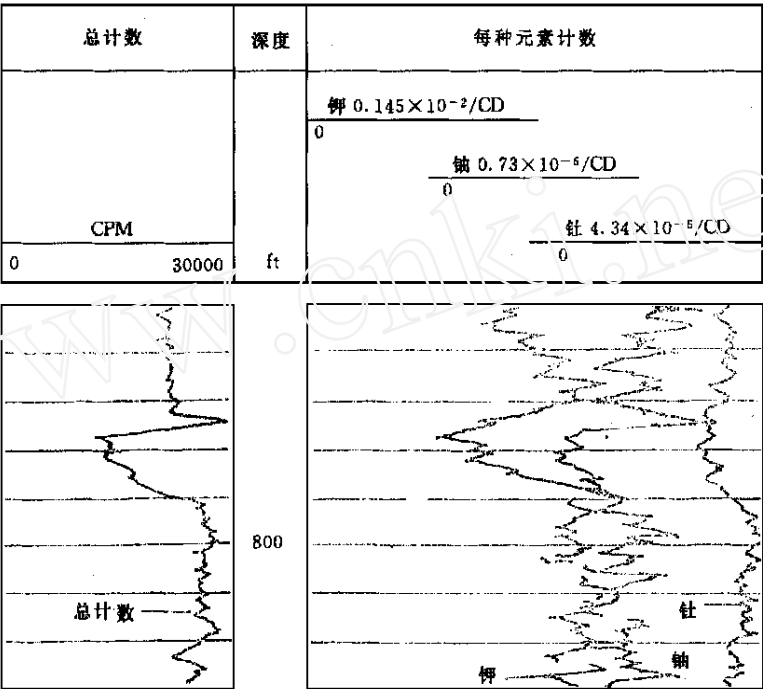 总计数 深度 每种元素计数
钾 0.145×10⁻²/CD
0
铀 0.73×10⁻⁶/CD
0
CPM 钍 4.34×10⁻⁶/CD
0 30000 ft 0
www.cnki.ne
800
总计数 钍
钾 铀